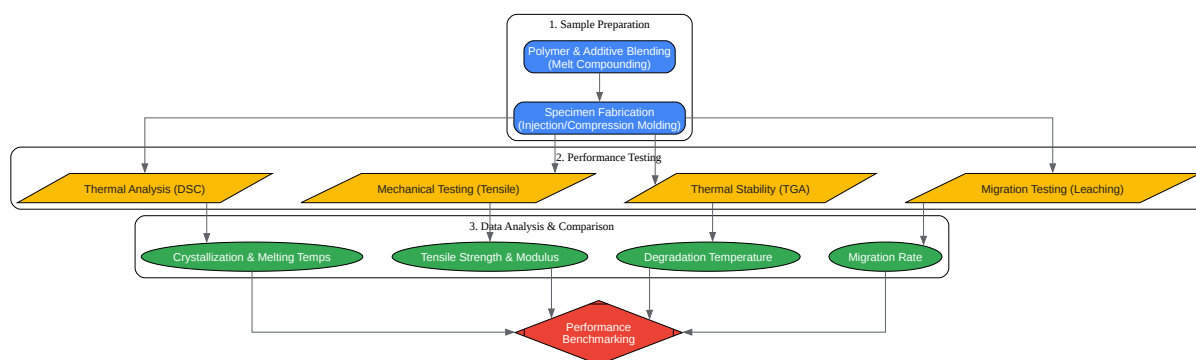 1. Sample Preparation
Polymer & Additive Blending
(Melt Compounding)
Specimen Fabrication
(Injection/Compression Molding)
2. Performance Testing
Thermal Analysis (DSC)
Mechanical Testing (Tensile)
Thermal Stability (TGA)
Migration Testing (Leaching)
3. Data Analysis & Comparison
Crystallization & Melting Temps
Tensile Strength & Modulus
Degradation Temperature
Migration Rate
Performance
Benchmarking